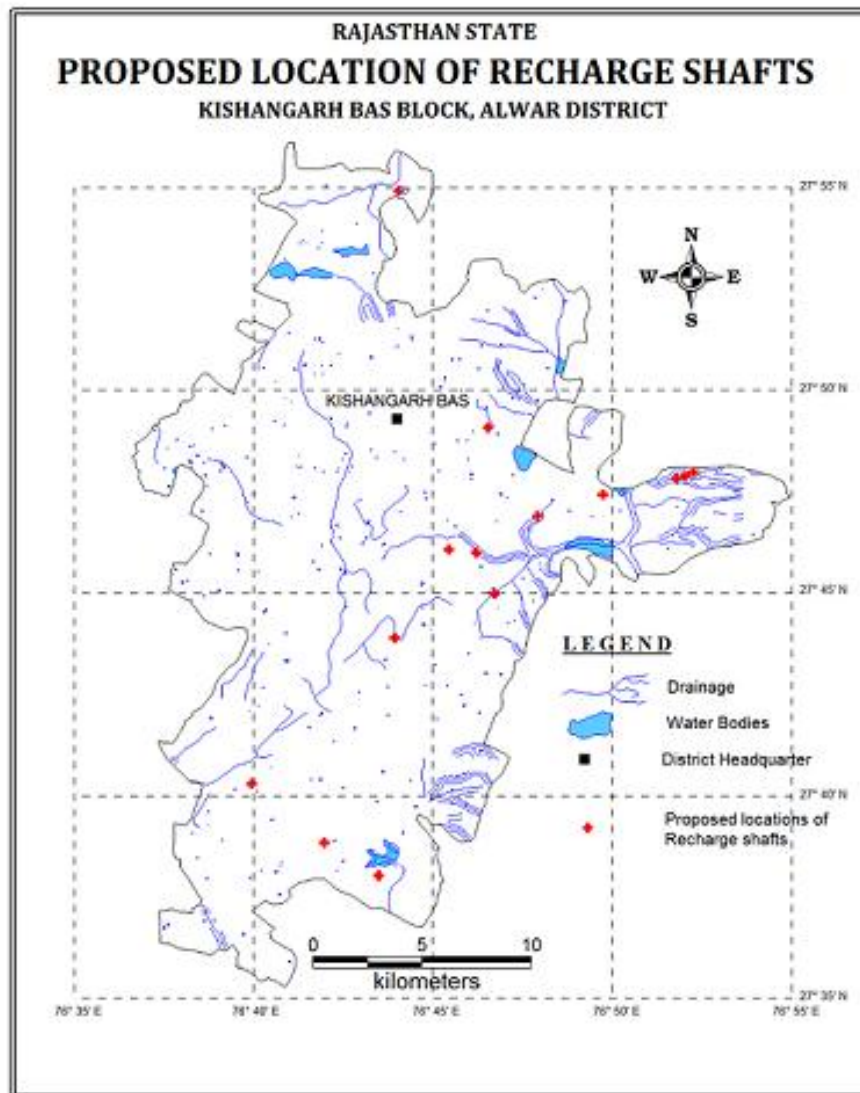 RAJASTHAN STATE
PROPOSED LOCATION OF RECHARGE SHAFTS
KISHANGARH BAS BLOCK, ALWAR DISTRICT
27° 55' N
N
W E
S
27° 50' N
KISHANGARH BAS
27° 45' N
LEGEND
Drainage
Water Bodies
District Headquarter
27° 40' N
Proposed locations of
Recharge shafts
0 5 10
kilometers
27° 35' N
76° 35' E 76° 40' E 76° 45' E 76° 50' E 76° 55' E